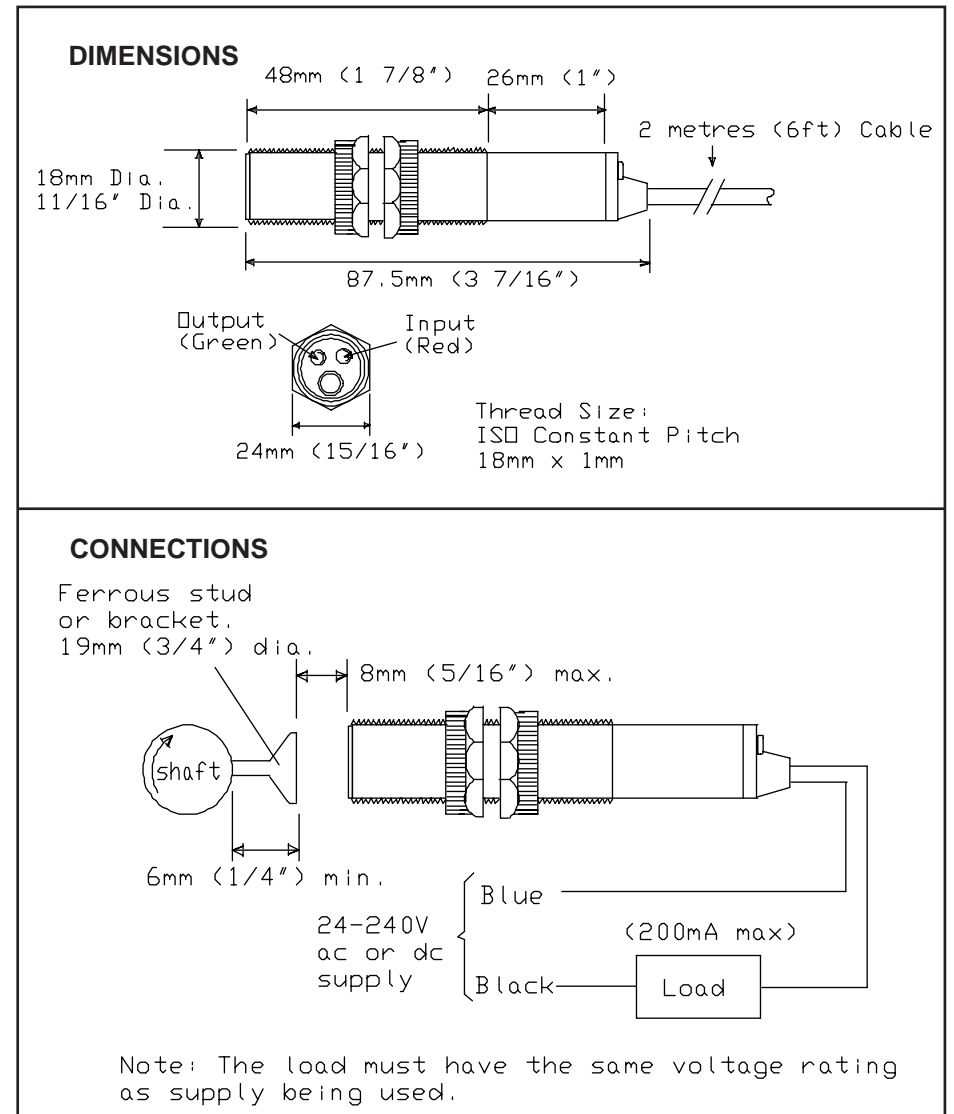 DIMENSIONS
48mm (1 7/8")
26mm (1")
2 metres (6ft) Cable
18mm Dia.
11/16" Dia.
87.5mm (3 7/16")
Output
(Green)
Input
(Red)
24mm (15/16")
Thread Size:
ISO Constant Pitch
18mm x 1mm
CONNECTIONS
Ferrous stud
or bracket.
19mm (3/4") dia.
8mm (5/16") max.
shaft
6mm (1/4") min.
24-240V
ac or dc
supply
Blue
Black
(200mA max)
Load
Note: The load must have the same voltage rating
as supply being used.